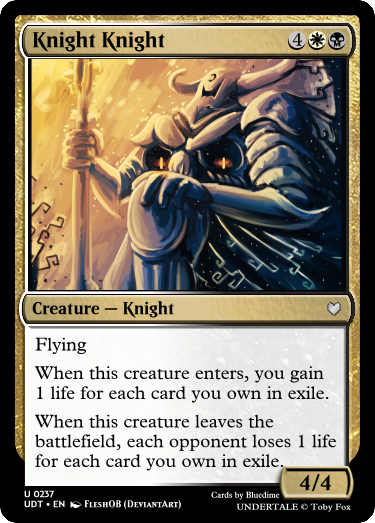 Knight Knight 4
Creature — Knight
Flying
When this creature enters, you gain
1 life for each card you own in exile.
When this creature leaves the
battlefield, each opponent loses 1 life
for each card you own in exile.
4/4
U 0237
UDT • EN FleshOB (DeviantArt)
Cards by Bluedime
UNDERTALE © Toby Fox